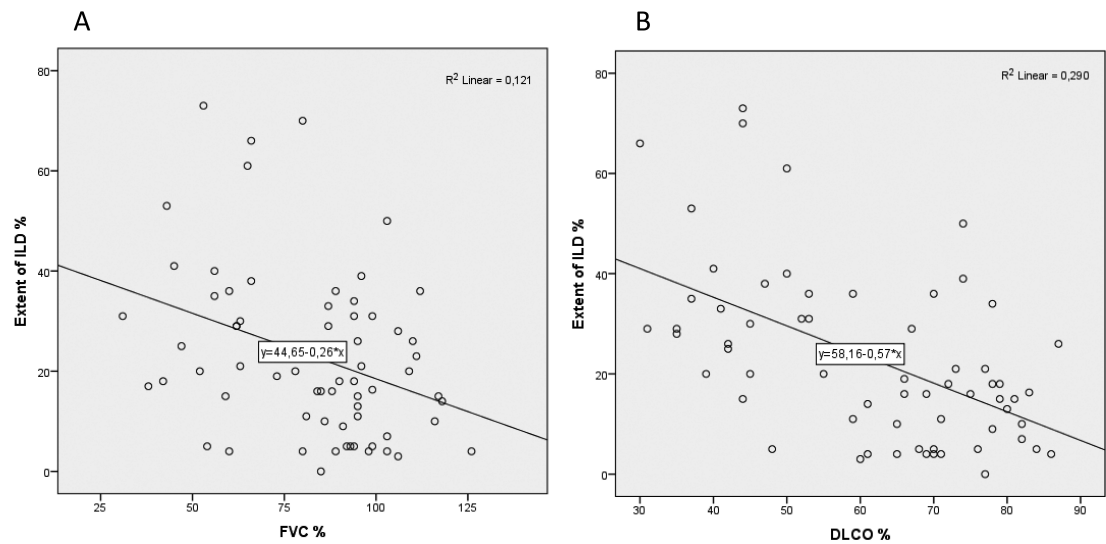 A
R² Linear = 0,121
Extent of ILD %
80
60
40
20
0
y=44,65-0,26*x
25
50
75
100
125
FVC %
B
R² Linear = 0,290
Extent of ILD %
80
60
40
20
0
y=58,16-0,57*x
30
40
50
60
70
80
90
DLCO %